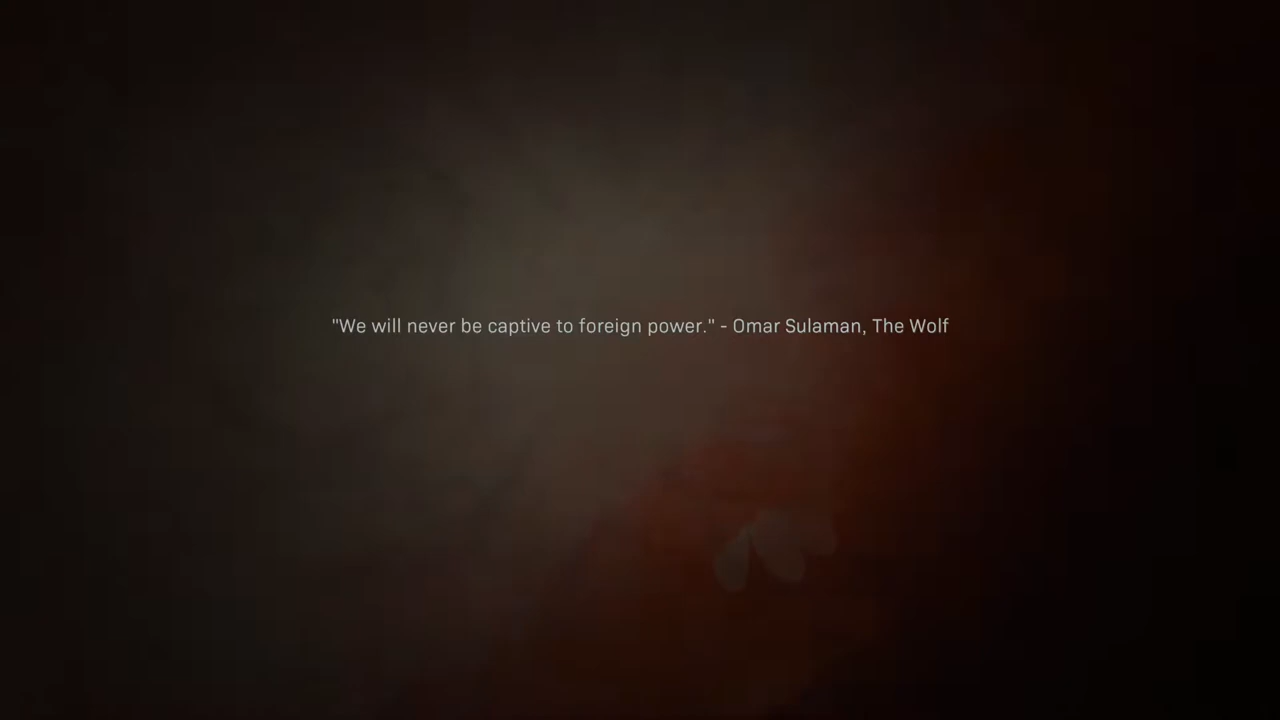 "We will never be captive to foreign power." - Omar Sulaman, The Wolf